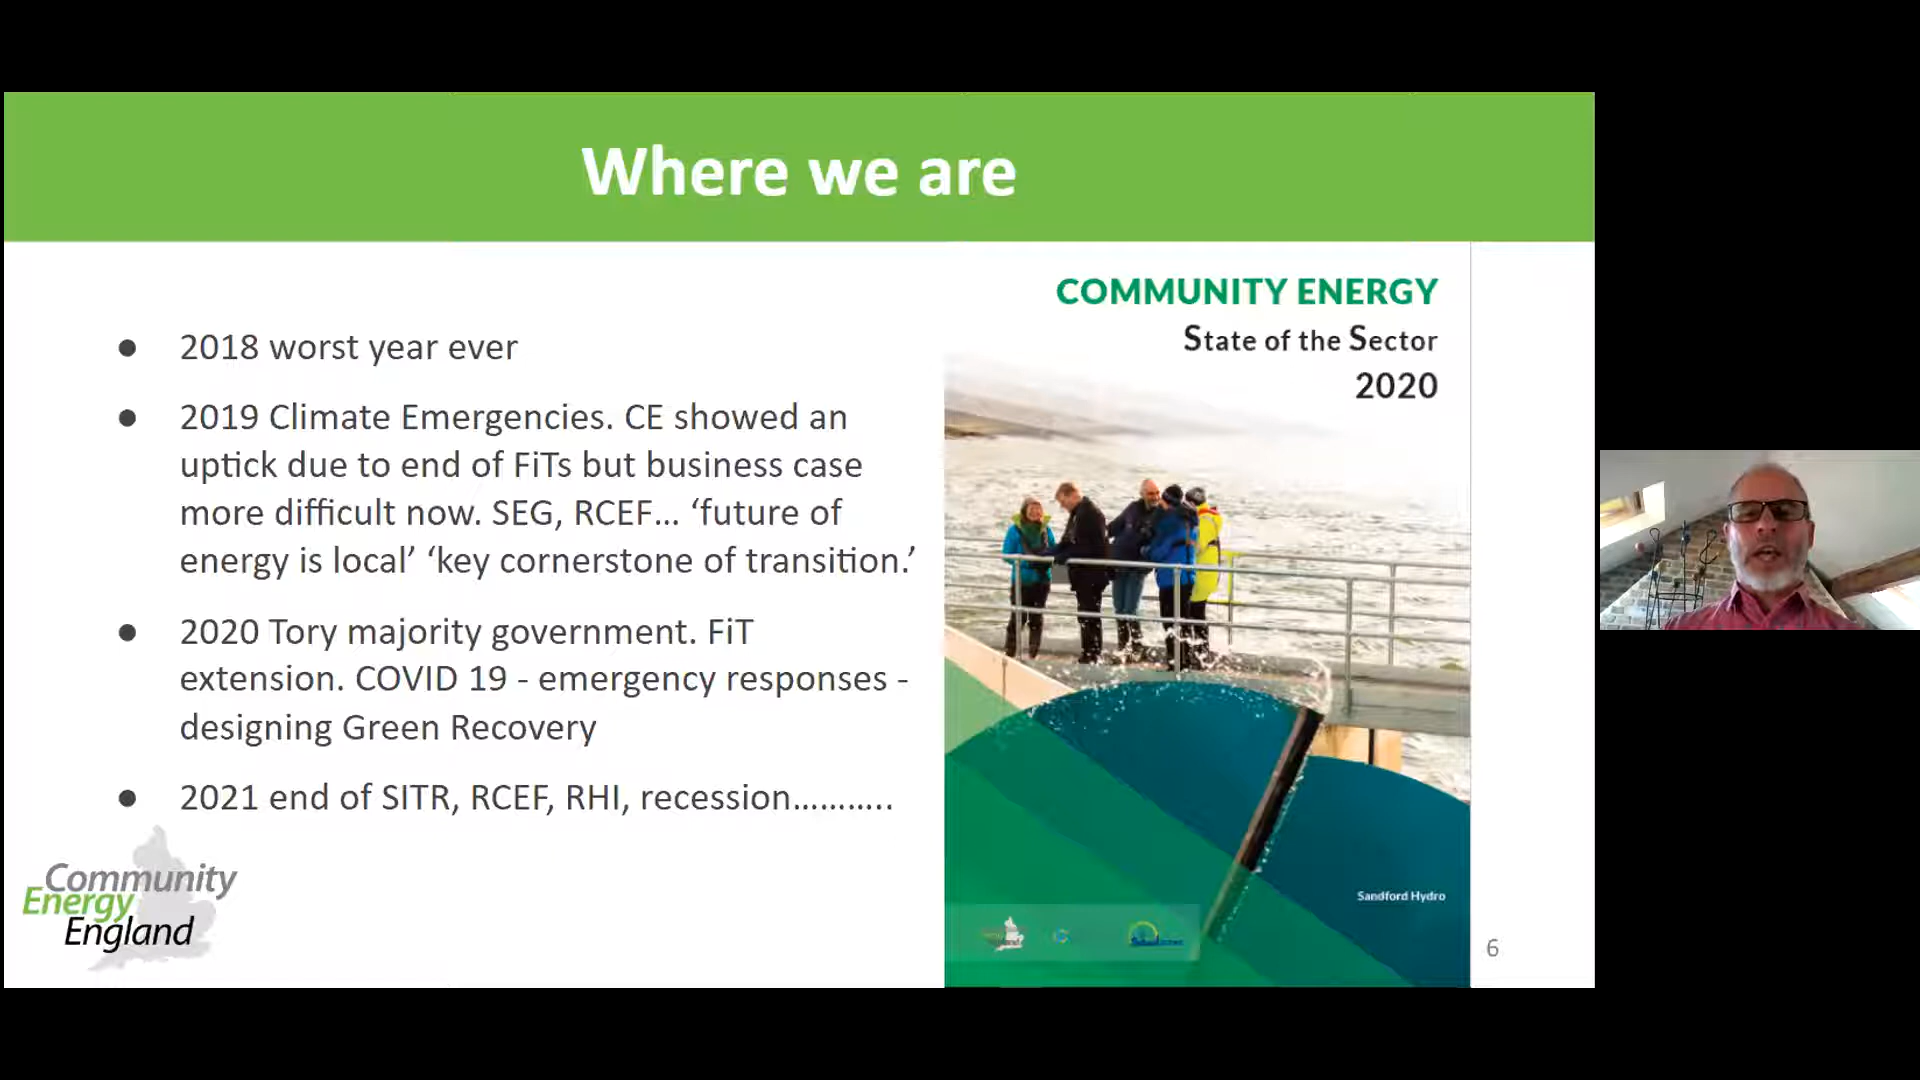 Where we are
● 2018 worst year ever
● 2019 Climate Emergencies. CE showed an
uptick due to end of FiTs but business case
more difficult now. SEG, RCEF... ‘future of
energy is local’ ‘key cornerstone of transition.’
● 2020 Tory majority government. FiT
extension. COVID 19 - emergency responses -
designing Green Recovery
● 2021 end of SITR, RCEF, RHI, recession………..
COMMUNITY ENERGY
State of the Sector
2020
Sandford Hydro
Community
Energy
England
6